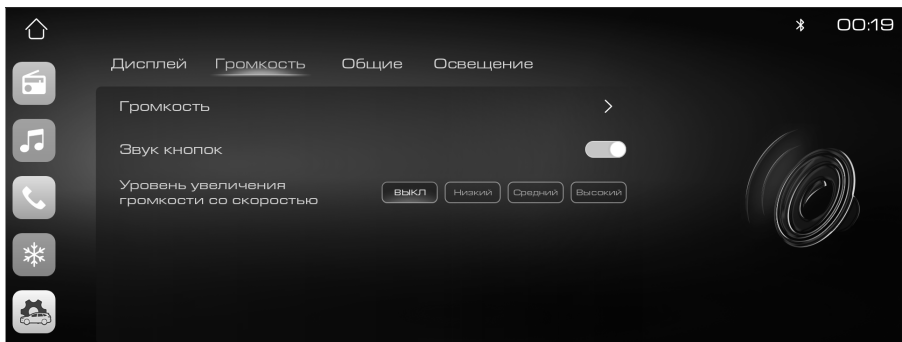 00:19
Дисплей Громкость Общие Освещение
Громкость
Звук кнопок
Уровень увеличения
громкости со скоростью
ВЫКЛ Низкий Средний Высокий